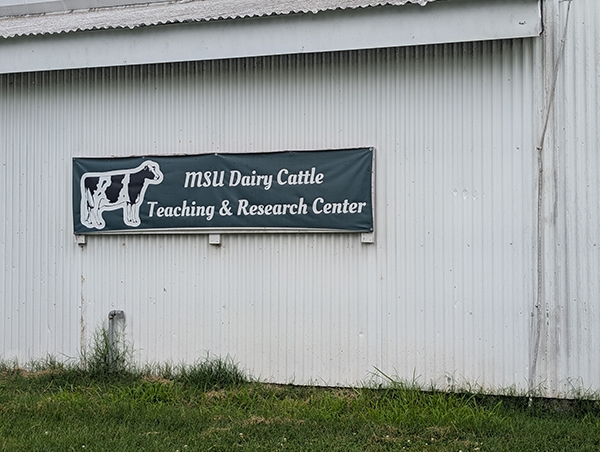 MSU Dairy Cattle
Teaching & Research Center